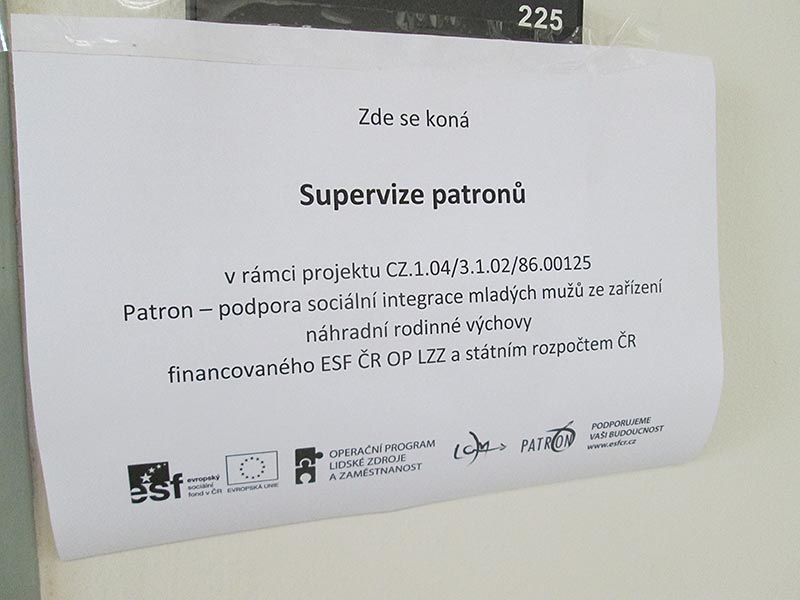 225
Zde se koná
Supervize patronů
v rámci projektu CZ.1.04/3.1.02/86.00125
Patron – podpora sociální integrace mladých mužů ze zařízení
náhradní rodinné výchovy
financovaného ESF ČR OP LZZ a státním rozpočtem ČR
esf
evropský
sociální
fond v ČR
EVROPSKÁ UNIE
OPERAČNÍ PROGRAM
LIDSKÉ ZDROJE
A ZAMĚSTNANOST
PATRON
PODPORUJEME
VAŠI BUDOUCNOST
www.esfcr.cz